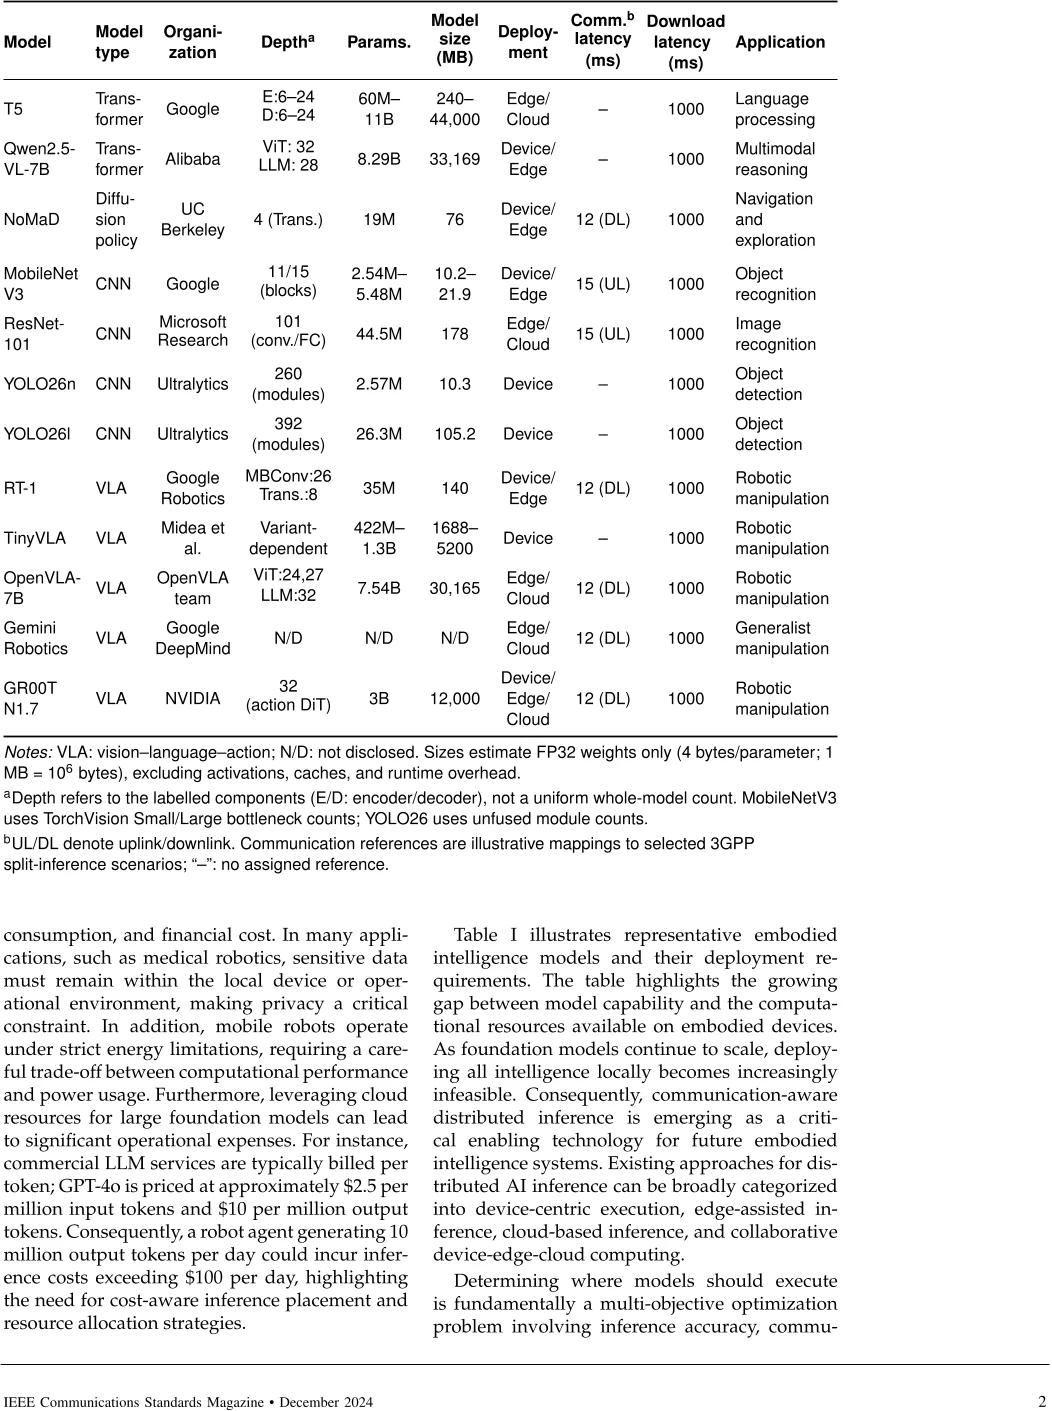 Model Model type Organi- zation Depthᵃ Params. Model size (MB) Deploy- ment Comm.ᵇ latency (ms) Download latency (ms) Application
T5 Trans- former Google E:6–24 D:6–24 60M– 11B 240– 44,000 Edge/ Cloud – 1000 Language processing
Qwen2.5- VL-7B Trans- former Alibaba ViT: 32 LLM: 28 8.29B 33,169 Device/ Edge – 1000 Multimodal reasoning
NoMaD Diffu- sion policy UC Berkeley 4 (Trans.) 19M 76 Device/ Edge 12 (DL) 1000 Navigation and exploration
MobileNet V3 CNN Google 11/15 (blocks) 2.54M– 5.48M 10.2– 21.9 Device/ Edge 15 (UL) 1000 Object recognition
ResNet- 101 CNN Microsoft Research 101 (conv./FC) 44.5M 178 Edge/ Cloud 15 (UL) 1000 Image recognition
YOLO26n CNN Ultralytics 260 (modules) 2.57M 10.3 Device – 1000 Object detection
YOLO26l CNN Ultralytics 392 (modules) 26.3M 105.2 Device – 1000 Object detection
RT-1 VLA Google Robotics MBConv:26 Trans.:8 35M 140 Device/ Edge 12 (DL) 1000 Robotic manipulation
TinyVLA VLA Midea et al. Variant- dependent 422M– 1.3B 1688– 5200 Device – 1000 Robotic manipulation
OpenVLA- 7B VLA OpenVLA team ViT:24,27 LLM:32 7.54B 30,165 Edge/ Cloud 12 (DL) 1000 Robotic manipulation
Gemini Robotics VLA Google DeepMind N/D N/D N/D Edge/ Cloud 12 (DL) 1000 Generalist manipulation
GR00T N1.7 VLA NVIDIA 32 (action DiT) 3B 12,000 Device/ Edge/ Cloud 12 (DL) 1000 Robotic manipulation
Notes: VLA: vision–language–action; N/D: not disclosed. Sizes estimate FP32 weights only (4 bytes/parameter; 1
MB = 10⁶ bytes), excluding activations, caches, and runtime overhead.
ᵃDepth refers to the labelled components (E/D: encoder/decoder), not a uniform whole-model count. MobileNetV3
uses TorchVision Small/Large bottleneck counts; YOLO26 uses unfused module counts.
ᵇUL/DL denote uplink/downlink. Communication references are illustrative mappings to selected 3GPP
split-inference scenarios; “–”: no assigned reference.
consumption, and financial cost. In many appli-
cations, such as medical robotics, sensitive data
must remain within the local device or oper-
ational environment, making privacy a critical
constraint. In addition, mobile robots operate
under strict energy limitations, requiring a care-
ful trade-off between computational performance
and power usage. Furthermore, leveraging cloud
resources for large foundation models can lead
to significant operational expenses. For instance,
commercial LLM services are typically billed per
token; GPT-4o is priced at approximately $2.5 per
million input tokens and $10 per million output
tokens. Consequently, a robot agent generating 10
million output tokens per day could incur infer-
ence costs exceeding $100 per day, highlighting
the need for cost-aware inference placement and
resource allocation strategies.
Table I illustrates representative embodied
intelligence models and their deployment re-
quirements. The table highlights the growing
gap between model capability and the computa-
tional resources available on embodied devices.
As foundation models continue to scale, deploy-
ing all intelligence locally becomes increasingly
infeasible. Consequently, communication-aware
distributed inference is emerging as a criti-
cal enabling technology for future embodied
intelligence systems. Existing approaches for dis-
tributed AI inference can be broadly categorized
into device-centric execution, edge-assisted in-
ference, cloud-based inference, and collaborative
device-edge-cloud computing.
Determining where models should execute
is fundamentally a multi-objective optimization
problem involving inference accuracy, commu-
IEEE Communications Standards Magazine • December 2024 2